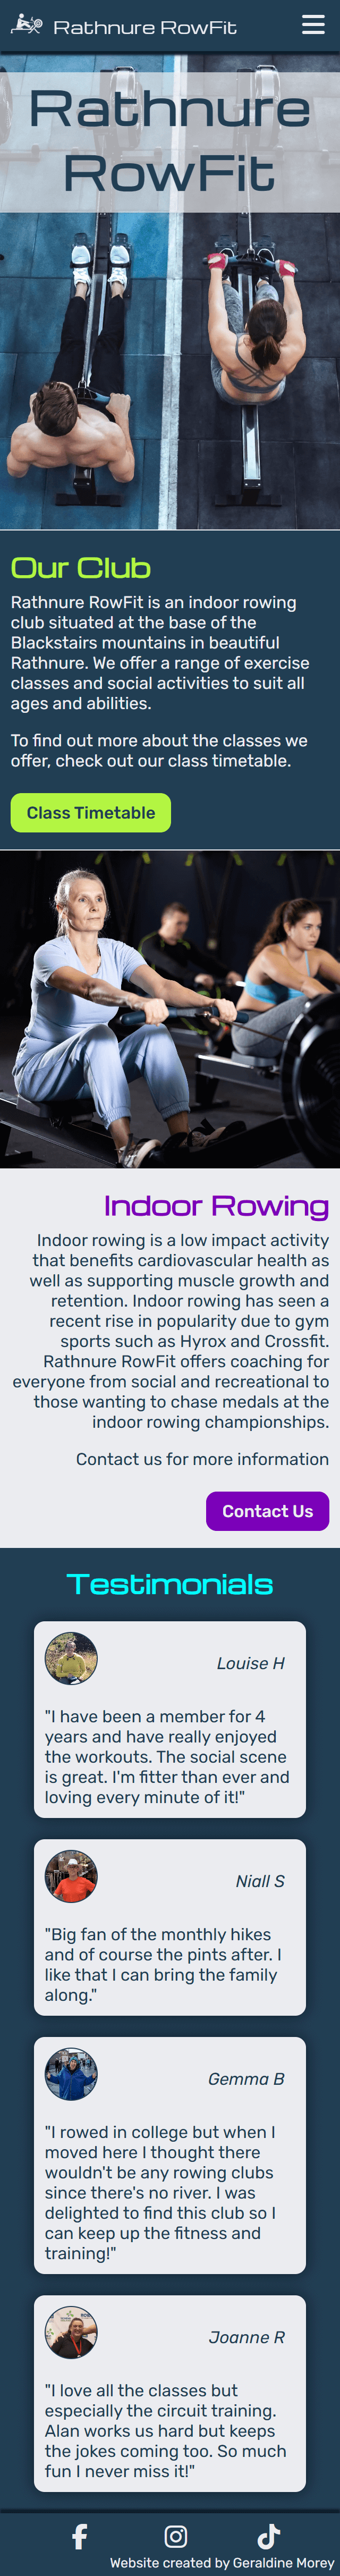 Rathnure RowFit
Rathnure
RowFit
Our Club
Rathnure RowFit is an indoor rowing
club situated at the base of the
Blackstairs mountains in beautiful
Rathnure. We offer a range of exercise
classes and social activities to suit all
ages and abilities.
To find out more about the classes we
offer, check out our class timetable.
Class Timetable
Indoor Rowing
Indoor rowing is a low impact activity
that benefits cardiovascular health as
well as supporting muscle growth and
retention. Indoor rowing has seen a
recent rise in popularity due to gym
sports such as Hyrox and Crossfit.
Rathnure RowFit offers coaching for
everyone from social and recreational to
those wanting to chase medals at the
indoor rowing championships.
Contact us for more information
Contact Us
Testimonials
Louise H
"I have been a member for 4
years and have really enjoyed
the workouts. The social scene
is great. I'm fitter than ever and
loving every minute of it!"
Niall S
"Big fan of the monthly hikes
and of course the pints after. I
like that I can bring the family
along."
Gemma B
"I rowed in college but when I
moved here I thought there
wouldn't be any rowing clubs
since there's no river. I was
delighted to find this club so I
can keep up the fitness and
training!"
Joanne R
"I love all the classes but
especially the circuit training.
Alan works us hard but keeps
the jokes coming too. So much
fun I never miss it!"
Website created by Geraldine Morey